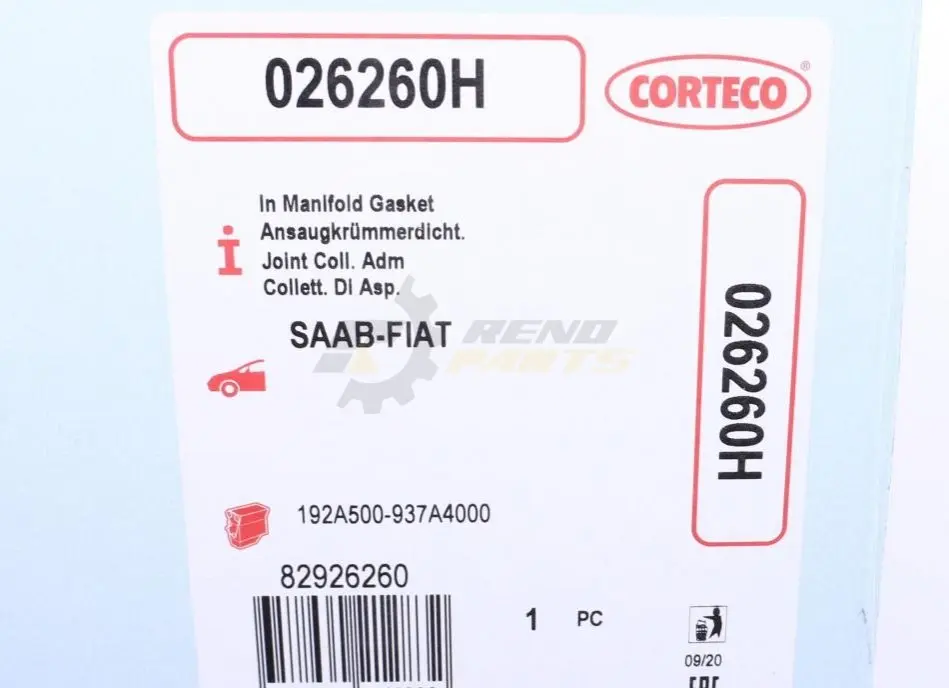 026260H
CORTECO®
In Manifold Gasket
Ansaugkrümmerdicht.
Joint Coll. Adm
Collett. Di Asp.
SAAB-FIAT
RENO
PARTS
026260H
192A500-937A4000
82926260
1 PC
09/20